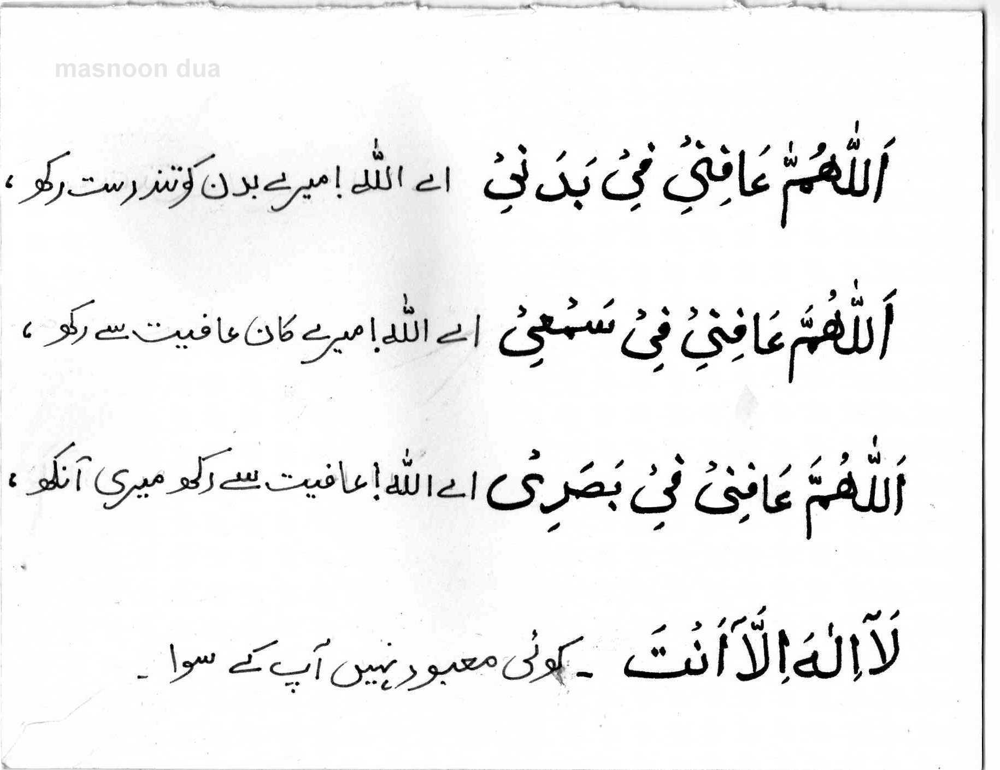 masnoon dua
اَللّٰهُمَّ عَافِنِیْ فِیْ بَدَنِیْ اے اللّٰہ! میرے بدن کو تندرست رکھو ،
اَللّٰهُمَّ عَافِنِیْ فِیْ سَمْعِیْ اے اللّٰہ! میرے کان عافیت سے رکھو ،
اَللّٰهُمَّ عَافِنِیْ فِیْ بَصَرِیْ اے اللّٰہ! عافیت سے رکھو میری آنکھو ،
لَآ اِلٰهَ اِلَّآ اَنْتَ ۔ کوئی معبود نہیں آپ کے سوا ۔